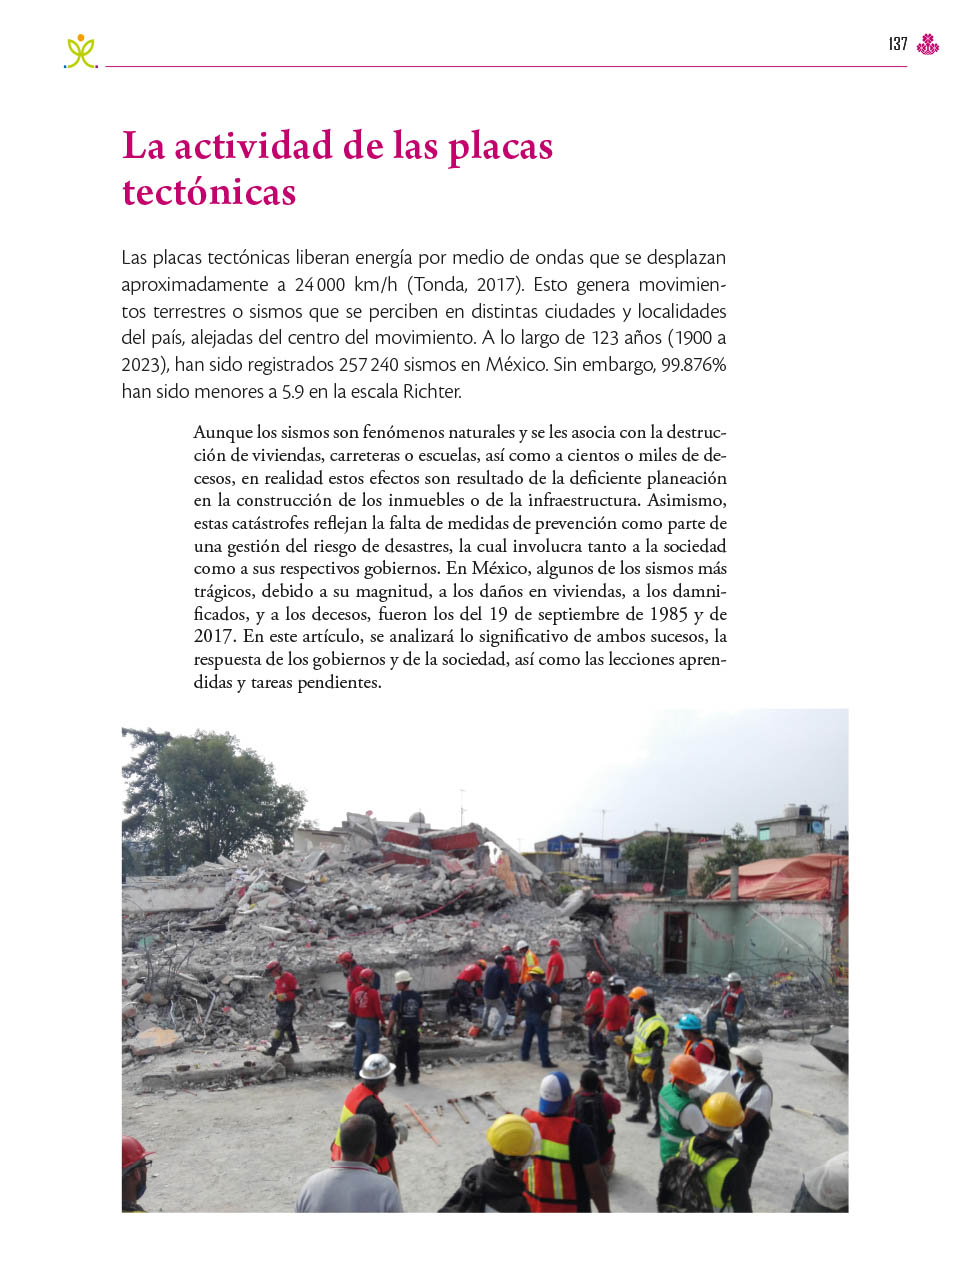 137
La actividad de las placas
tectónicas
Las placas tectónicas liberan energía por medio de ondas que se desplazan
aproximadamente a 24 000 km/h (Tonda, 2017). Esto genera movimien-
tos terrestres o sismos que se perciben en distintas ciudades y localidades
del país, alejadas del centro del movimiento. A lo largo de 123 años (1900 a
2023), han sido registrados 257 240 sismos en México. Sin embargo, 99.876%
han sido menores a 5.9 en la escala Richter.
Aunque los sismos son fenómenos naturales y se les asocia con la destruc-
ción de viviendas, carreteras o escuelas, así como a cientos o miles de de-
cesos, en realidad estos efectos son resultado de la deficiente planeación
en la construcción de los inmuebles o de la infraestructura. Asimismo,
estas catástrofes reflejan la falta de medidas de prevención como parte de
una gestión del riesgo de desastres, la cual involucra tanto a la sociedad
como a sus respectivos gobiernos. En México, algunos de los sismos más
trágicos, debido a su magnitud, a los daños en viviendas, a los damni-
ficados, y a los decesos, fueron los del 19 de septiembre de 1985 y de
2017. En este artículo, se analizará lo significativo de ambos sucesos, la
respuesta de los gobiernos y de la sociedad, así como las lecciones apren-
didas y tareas pendientes.